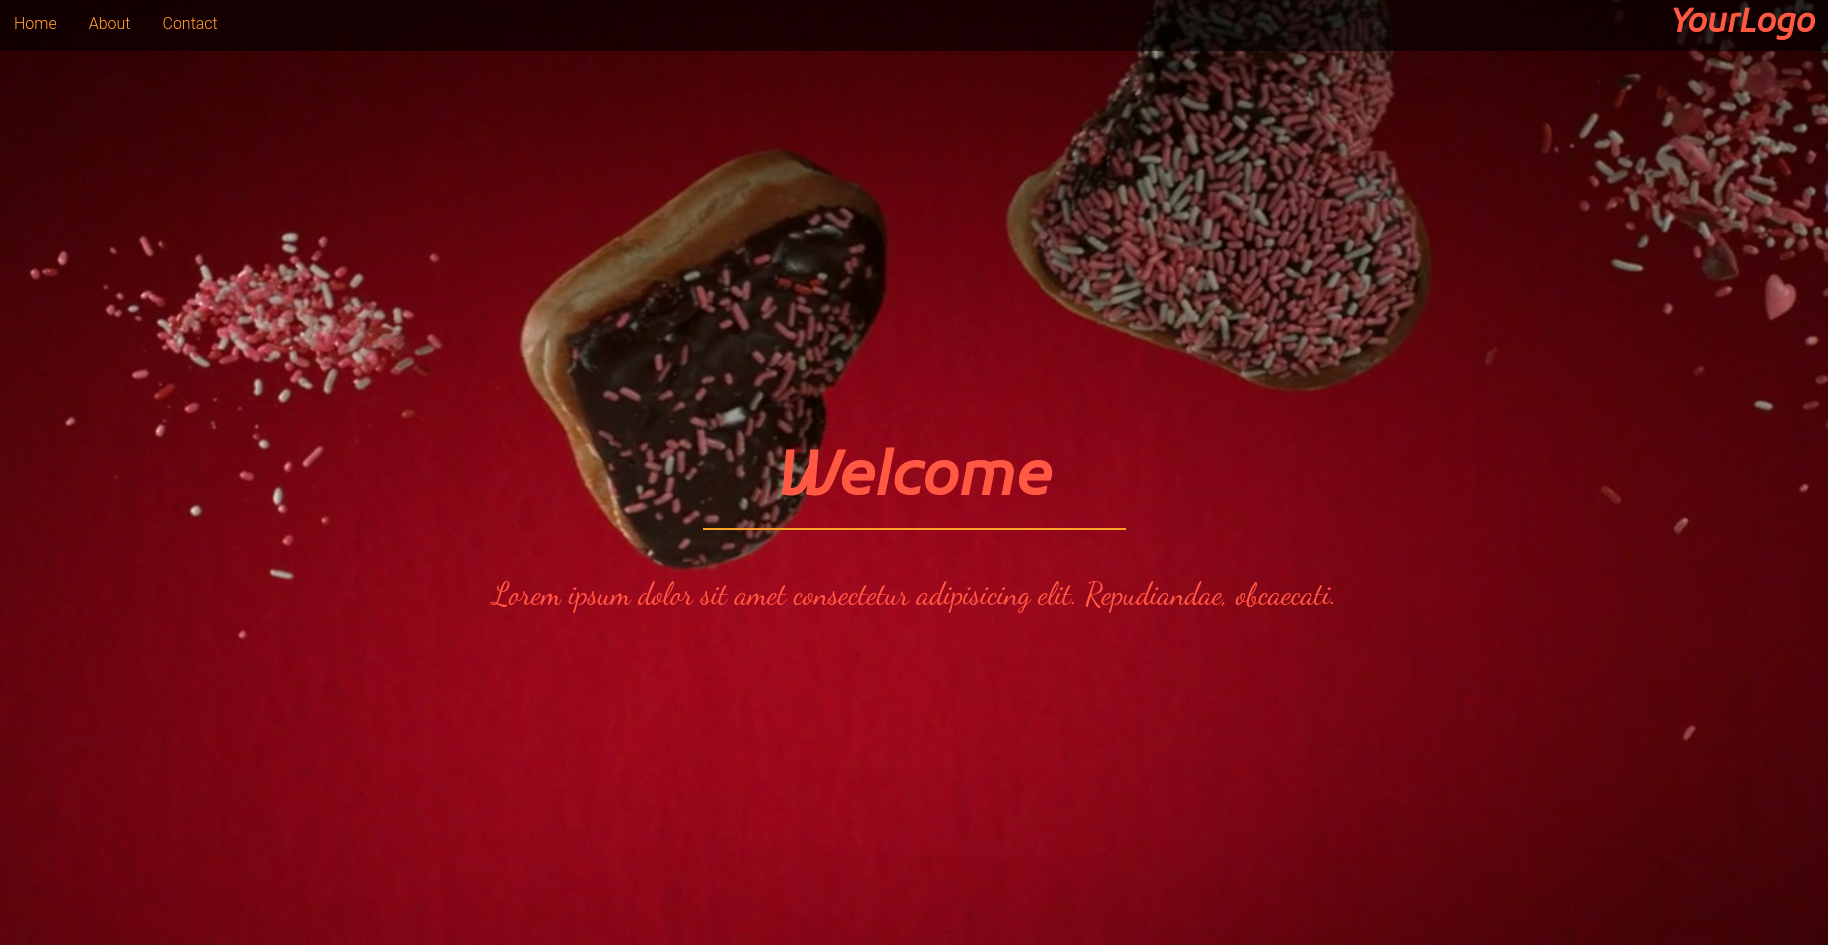 Home About Contact YourLogo
Welcome
Lorem ipsum dolor sit amet consectetur adipisicing elit. Repudiandae, obcaecati.